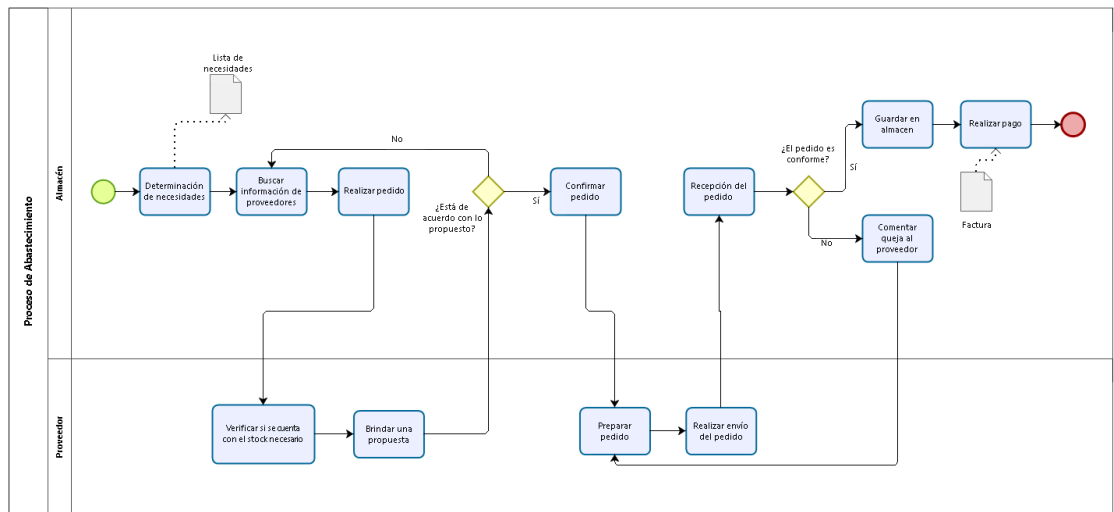 Proceso de Abastecimiento
Almacén
Lista de
necesidades
Determinación
de necesidades
Buscar
información de
proveedores
Realizar pedido
No
¿Está de
acuerdo con lo
propuesto?
Sí
Confirmar
pedido
Recepción del
pedido
¿El pedido es
conforme?
Sí
No
Guardar en
almacen
Realizar pago
Factura
Comentar
queja al
proveedor
Proveedor
Verificar si se cuenta
con el stock necesario
Brindar una
propuesta
Preparar
pedido
Realizar envío
del pedido